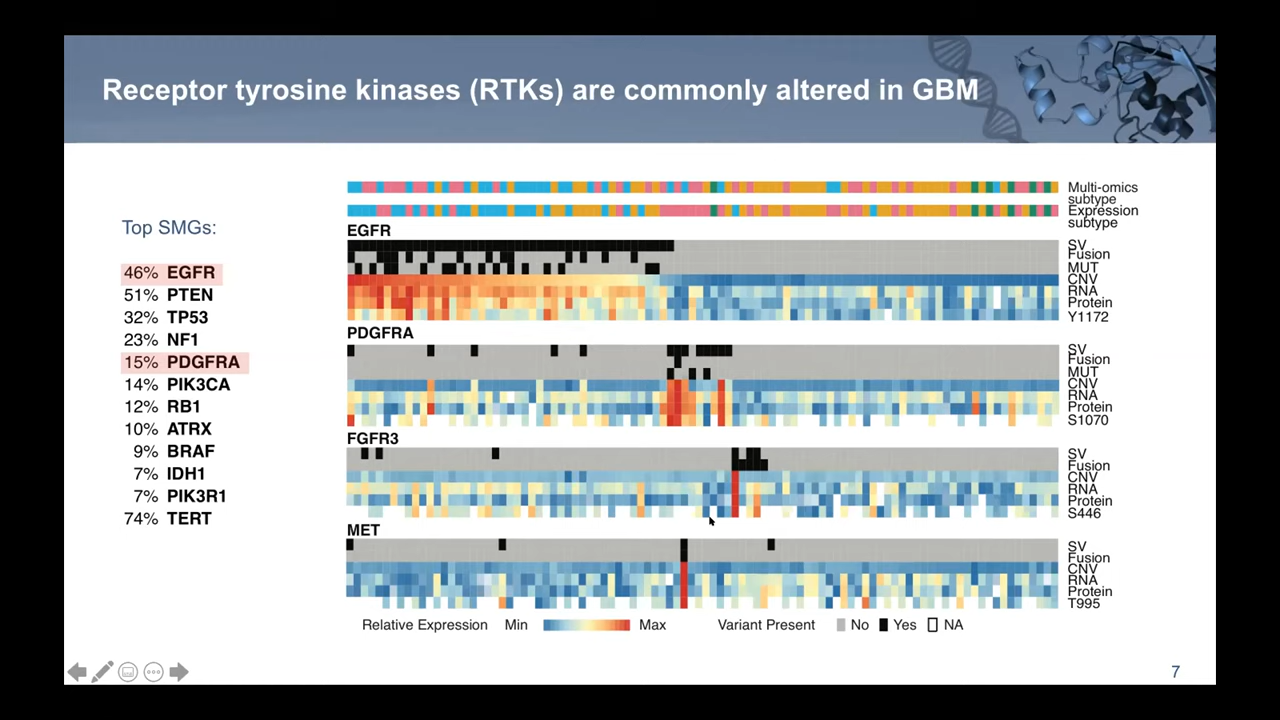 Receptor tyrosine kinases (RTKs) are commonly altered in GBM
Top SMGs:
46% EGFR
51% PTEN
32% TP53
23% NF1
15% PDGFRA
14% PIK3CA
12% RB1
10% ATRX
9% BRAF
7% IDH1
7% PIK3R1
74% TERT
Multi-omics
subtype
Expression
subtype
EGFR
SV
Fusion
MUT
CNV
RNA
Protein
Y1172
PDGFRA
SV
Fusion
MUT
CNV
RNA
Protein
S1070
FGFR3
SV
Fusion
CNV
RNA
Protein
S446
MET
SV
Fusion
CNV
RNA
Protein
T995
Relative Expression Min Max Variant Present No Yes NA
7